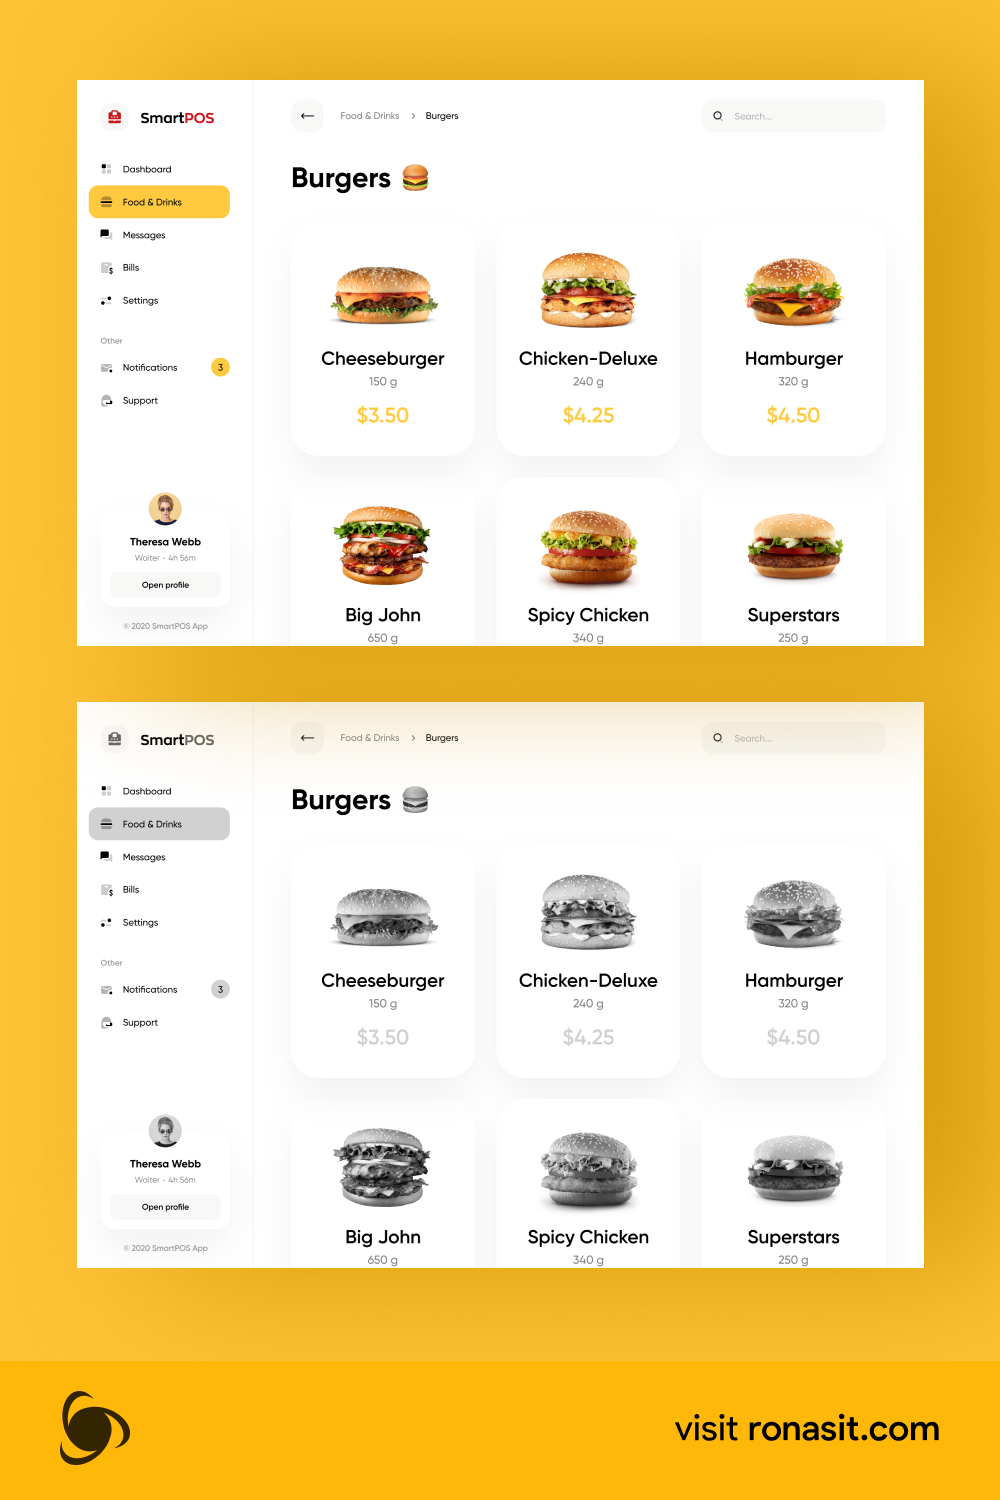 SmartPOS
Dashboard
Food & Drinks
Messages
Bills
Settings
Other
Notifications 3
Support
Theresa Webb
Waiter - 4h 56m
Open profile
© 2020 SmartPOS App
Food & Drinks > Burgers
Search...
Burgers
Cheeseburger
150 g
$3.50
Chicken-Deluxe
240 g
$4.25
Hamburger
320 g
$4.50
Big John
650 g
Spicy Chicken
340 g
Superstars
250 g
SmartPOS
Dashboard
Food & Drinks
Messages
Bills
Settings
Other
Notifications 3
Support
Theresa Webb
Waiter - 4h 56m
Open profile
© 2020 SmartPOS App
Food & Drinks > Burgers
Search...
Burgers
Cheeseburger
150 g
$3.50
Chicken-Deluxe
240 g
$4.25
Hamburger
320 g
$4.50
Big John
650 g
Spicy Chicken
340 g
Superstars
250 g
visit ronasit.com